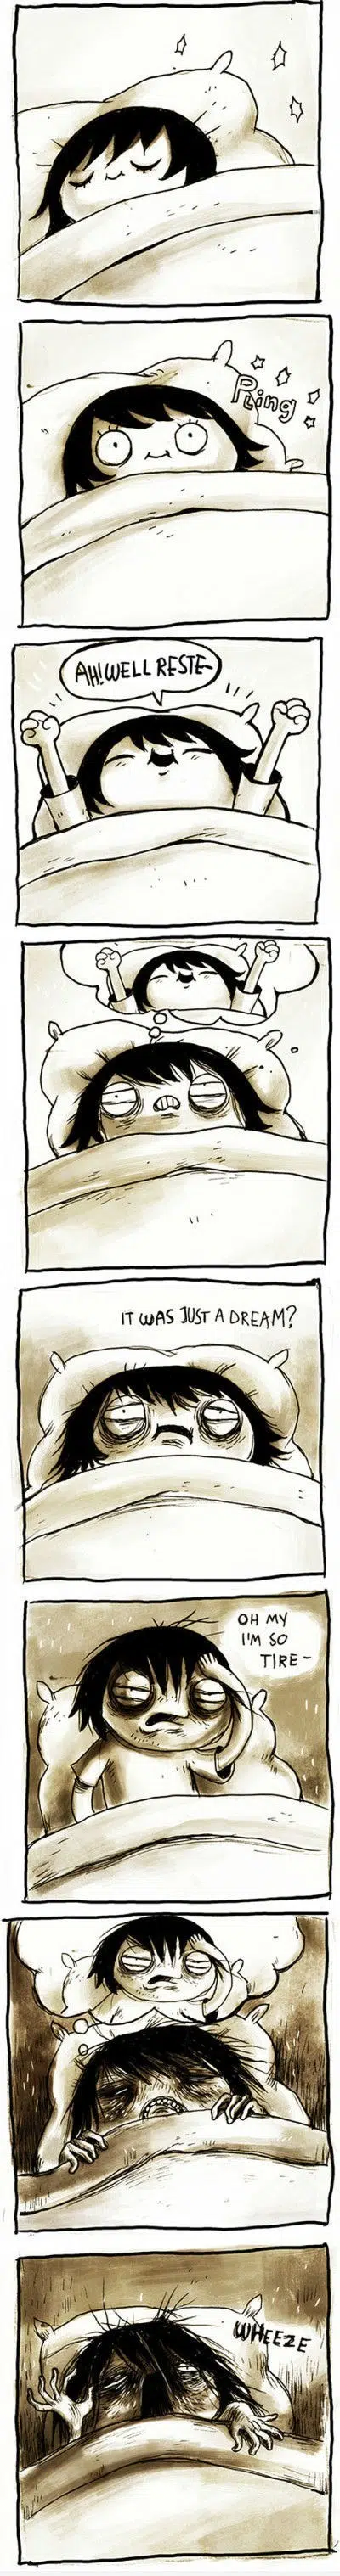 Pling
AH! WELL RESTE-
IT WAS JUST A DREAM?
OH MY
I'M SO
TIRE-
WHEEZE